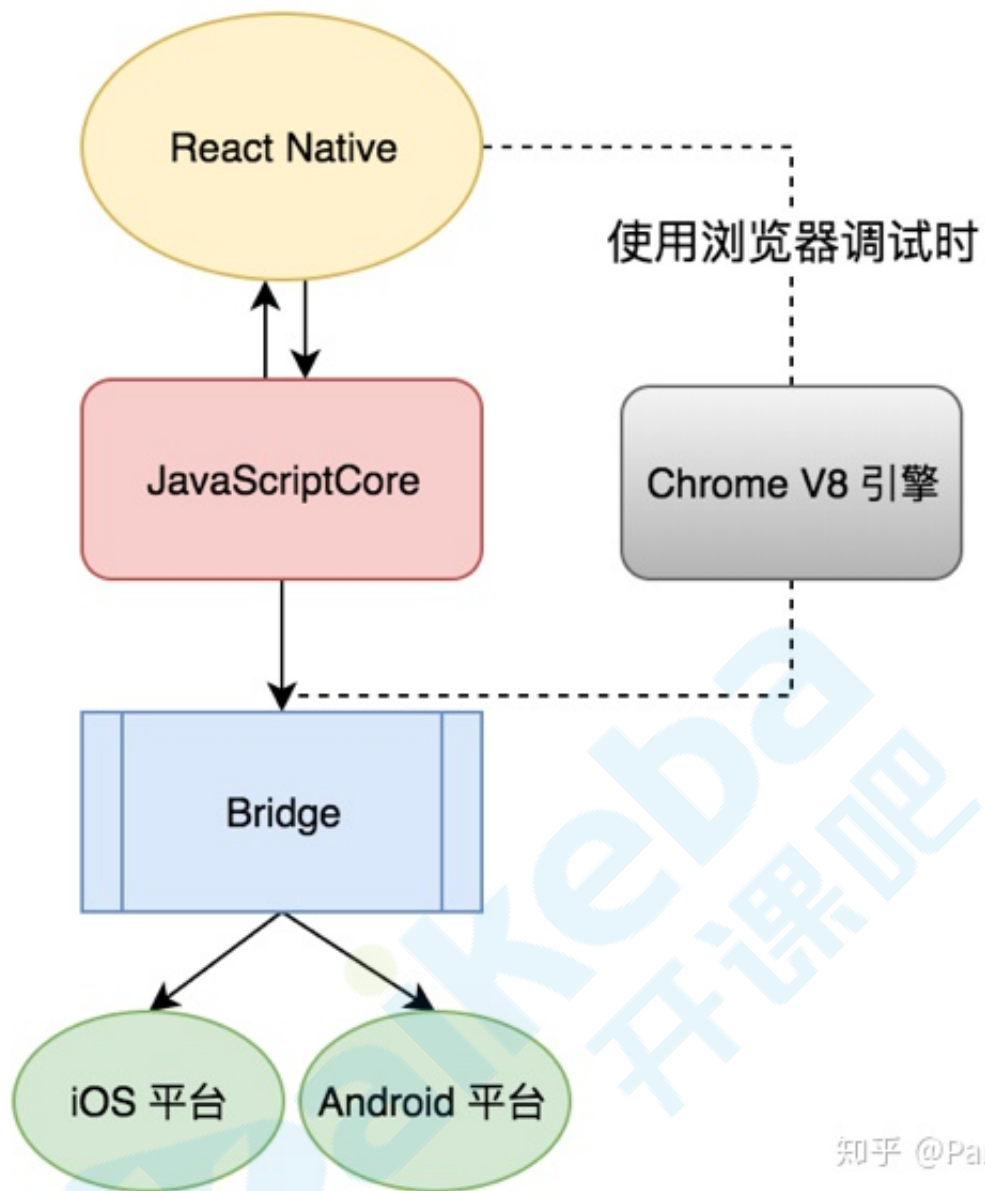 React Native
使用浏览器调试时
JavaScriptCore
Chrome V8 引擎
Bridge
iOS 平台
Android 平台
kaikeba
开课吧
知乎 @Pa